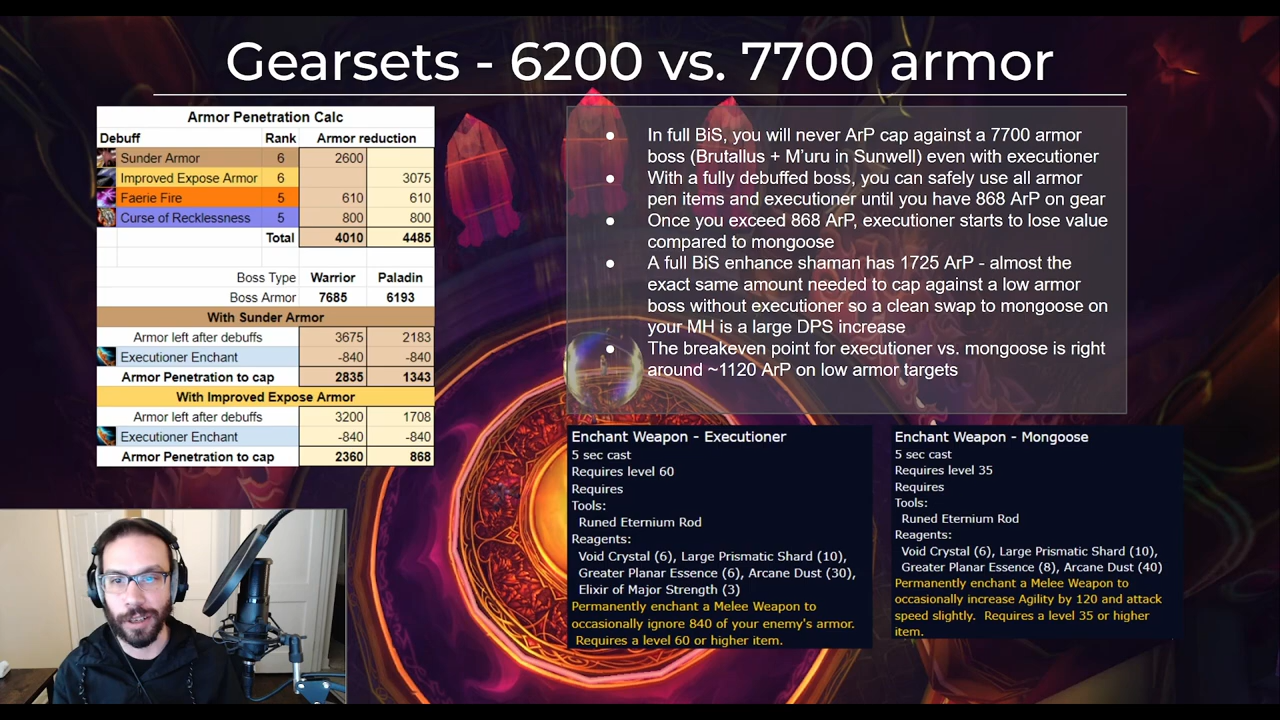 Gearsets - 6200 vs. 7700 armor
Armor Penetration Calc
Debuff Rank Armor reduction
Sunder Armor 6 2600
Improved Expose Armor 6 3075
Faerie Fire 5 610 610
Curse of Recklessness 5 800 800
Total 4010 4485
Boss Type Warrior Paladin
Boss Armor 7685 6193
With Sunder Armor
Armor left after debuffs 3675 2183
Executioner Enchant -840 -840
Armor Penetration to cap 2835 1343
With Improved Expose Armor
Armor left after debuffs 3200 1708
Executioner Enchant -840 -840
Armor Penetration to cap 2360 868
● In full BiS, you will never ArP cap against a 7700 armor
boss (Brutallus + M'uru in Sunwell) even with executioner
● With a fully debuffed boss, you can safely use all armor
pen items and executioner until you have 868 ArP on gear
● Once you exceed 868 ArP, executioner starts to lose value
compared to mongoose
● A full BiS enhance shaman has 1725 ArP - almost the
exact same amount needed to cap against a low armor
boss without executioner so a clean swap to mongoose on
your MH is a large DPS increase
● The breakeven point for executioner vs. mongoose is right
around ~1120 ArP on low armor targets
Enchant Weapon - Executioner
5 sec cast
Requires level 60
Requires
Tools:
Runed Eternium Rod
Reagents:
Void Crystal (6), Large Prismatic Shard (10),
Greater Planar Essence (6), Arcane Dust (30),
Elixir of Major Strength (3)
Permanently enchant a Melee Weapon to
occasionally ignore 840 of your enemy's armor.
Requires a level 60 or higher item.
Enchant Weapon - Mongoose
5 sec cast
Requires level 35
Requires
Tools:
Runed Eternium Rod
Reagents:
Void Crystal (6), Large Prismatic Shard (10),
Greater Planar Essence (8), Arcane Dust (40)
Permanently enchant a Melee Weapon to
occasionally increase Agility by 120 and attack
speed slightly. Requires a level 35 or higher
item.